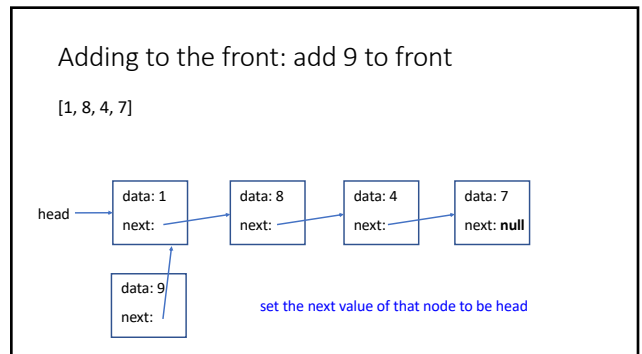 Adding to the front: add 9 to front
[1, 8, 4, 7]
head
data: 1
next:
data: 8
next:
data: 4
next:
data: 7
next: null
data: 9
next:
set the next value of that node to be head